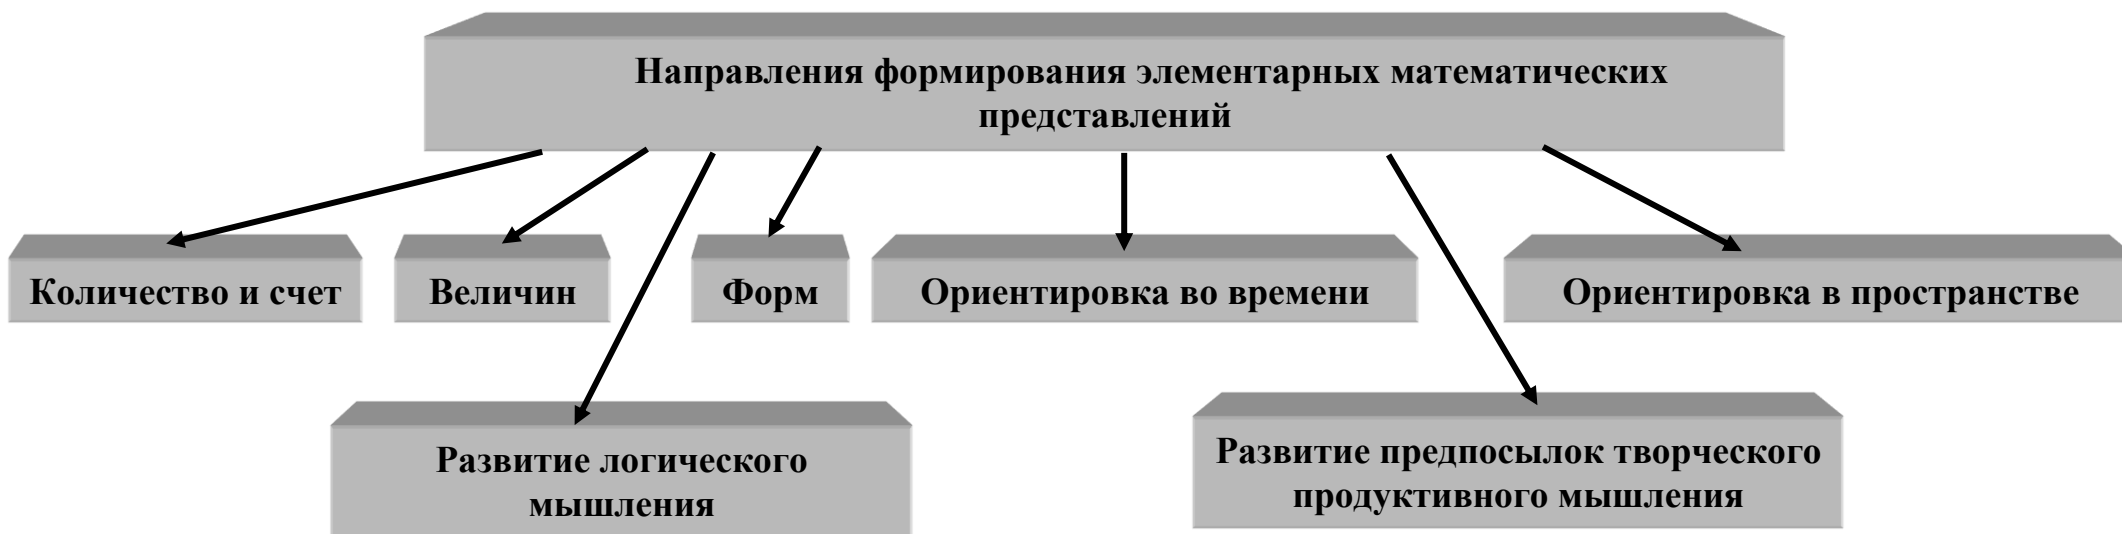 Направления формирования элементарных математических
представлений
Количество и счет
Величин
Форм
Ориентировка во времени
Ориентировка в пространстве
Развитие логического
мышления
Развитие предпосылок творческого
продуктивного мышления